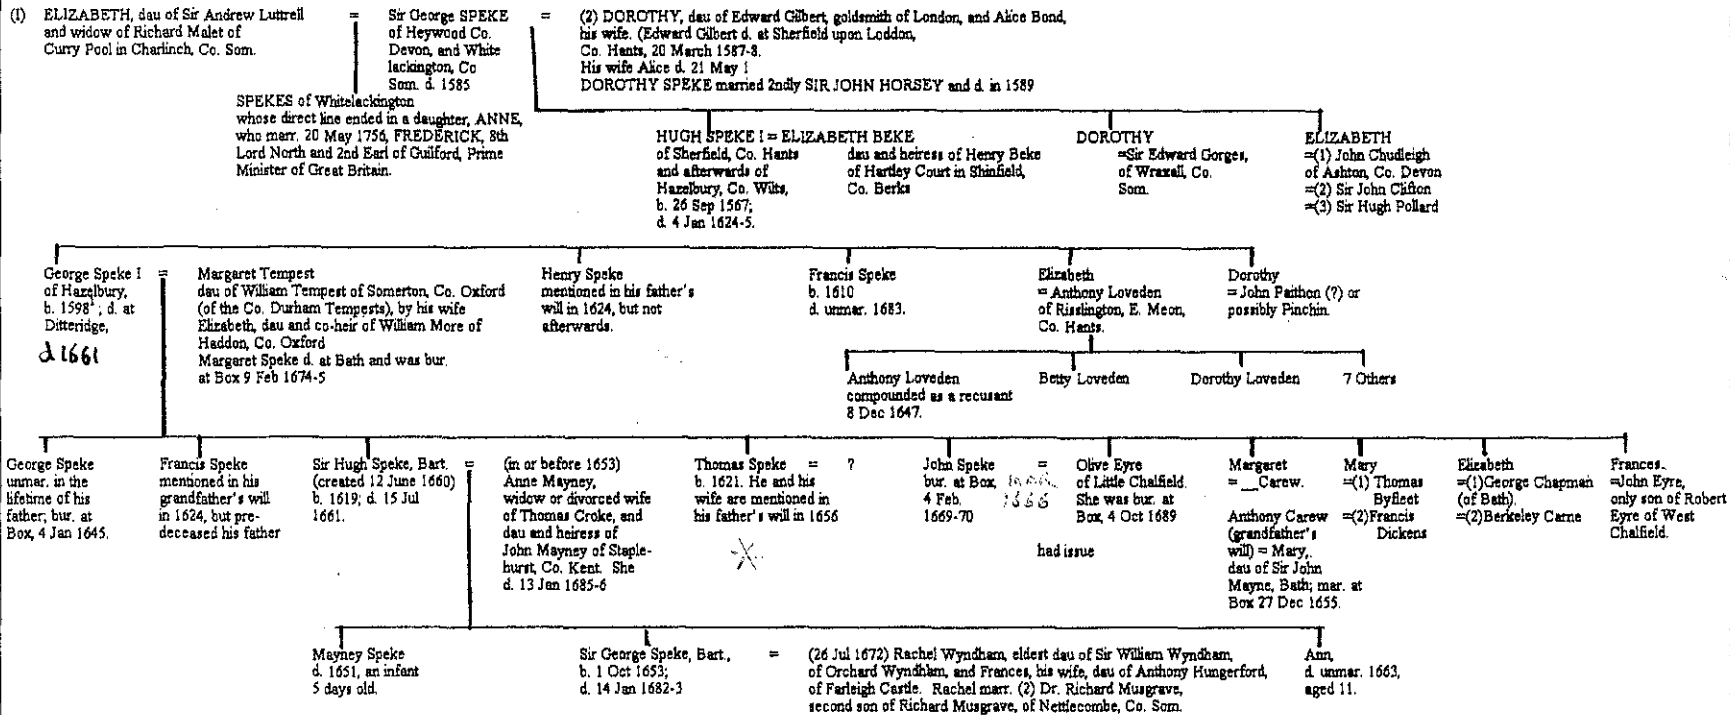 (1) ELIZABETH, dau of Sir Andrew Luttrell
and widow of Richard Malet of
Curry Pool in Charlinch, Co. Som.
=
Sir George SPEKE
of Heywood Co.
Devon, and White
lackington, Co
Som. d. 1585
=
(2) DOROTHY, dau of Edward Gilbert, goldsmith of London, and Alice Bond,
his wife. (Edward Gilbert d. at Sherfield upon Loddon,
Co. Hants, 20 March 1587-8.
His wife Alice d. 21 May 1
DOROTHY SPEKE married 2ndly SIR JOHN HORSEY and d. in 1589
SPEKES of Whitelackington
whose direct line ended in a daughter, ANNE,
who marr. 20 May 1756, FREDERICK, 8th
Lord North and 2nd Earl of Guilford, Prime
Minister of Great Britain.
HUGH SPEKE I = ELIZABETH BEKE
of Sherfield, Co. Hants
and afterwards of
Hazelbury, Co. Wilts,
b. 26 Sep 1567;
d. 4 Jan 1624-5.
dau and heiress of Henry Beke
of Hartley Court in Shinfield,
Co. Berks
DOROTHY
=Sir Edward Gorges,
of Wraxall, Co.
Som.
ELIZABETH
=(1) John Chudleigh
of Ashton, Co. Devon
=(2) Sir John Clifton
=(3) Sir Hugh Pollard
George Speke I =
of Hazelbury,
b. 1598¹; d. at
Ditteridge,
d 1661
Margaret Tempest
dau of William Tempest of Somerton, Co. Oxford
(of the Co. Durham Tempests), by his wife
Elizabeth, dau and co-heir of William More of
Haddon, Co. Oxford
Margaret Speke d. at Bath and was bur.
at Box 9 Feb 1674-5
Henry Speke
mentioned in his father's
will in 1624, but not
afterwards.
Francis Speke
b. 1610
d. unmar. 1683.
Elizabeth
= Anthony Loveden
of Risslington, E. Meon,
Co. Hants.
Dorothy
= John Paithon (?) or
possibly Pinchin.
Anthony Loveden
compounded as a recusant
8 Dec 1647.
Betty Loveden
Dorothy Loveden
7 Others
George Speke
unmar. in the
lifetime of his
father; bur. at
Box, 4 Jan 1645.
Francis Speke
mentioned in his
grandfather's will
in 1624, but pre-
deceased his father
Sir Hugh Speke, Bart. =
(created 12 June 1660)
b. 1619; d. 15 Jul
1661.
(in or before 1653)
Anne Mayney,
widow or divorced wife
of Thomas Croke, and
dau and heiress of
John Mayney of Staple-
hurst, Co. Kent. She
d. 13 Jan 1685-6
Thomas Speke = ?
b. 1621. He and his
wife are mentioned in
his father's will in 1656
John Speke =
bur. at Box,
4 Feb.
1669-70
1666
Olive Eyre
of Little Chalfield.
She was bur. at
Box, 4 Oct 1689
had issue
Margaret
= __Carew.
Anthony Carew
(grandfather's
will) = Mary,
dau of Sir John
Mayne, Bath; mar. at
Box 27 Dec 1655.
Mary
=(1) Thomas
Byfleet
=(2)Francis
Dickens
Elizabeth
=(1)George Chapman
(of Bath).
=(2)Berkeley Carne
Frances.
=John Eyre,
only son of Robert
Eyre of West
Chalfield.
Mayney Speke
d. 1651, an infant
5 days old.
Sir George Speke, Bart., =
b. 1 Oct 1653;
d. 14 Jan 1682-3
(26 Jul 1672) Rachel Wyndham, eldest dau of Sir William Wyndham,
of Orchard Wyndham, and Frances, his wife, dau of Anthony Hungerford,
of Farleigh Castle. Rachel marr. (2) Dr. Richard Musgrave,
second son of Richard Musgrave, of Nettlecombe, Co. Som.
Ann,
d. unmar. 1663,
aged 11.